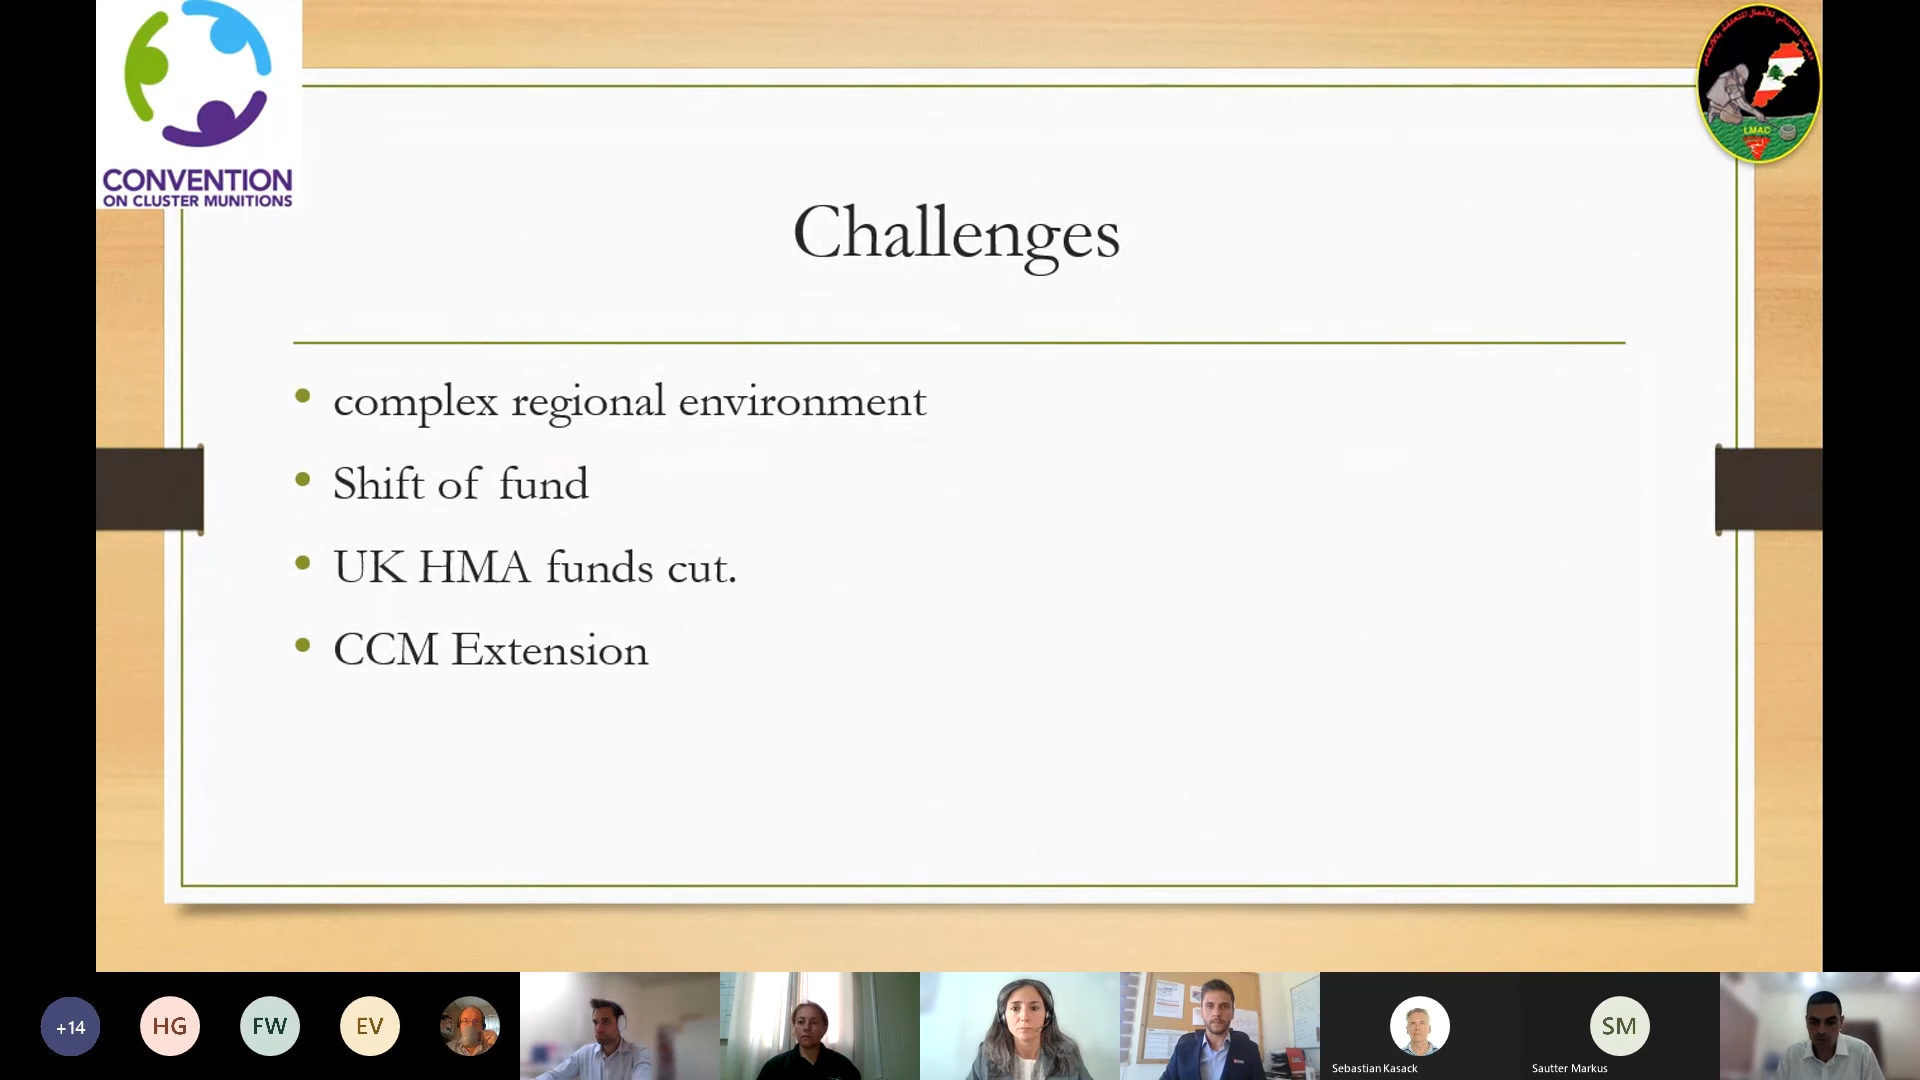 CONVENTION
ON CLUSTER MUNITIONS
LMAC
Challenges
complex regional environment
Shift of fund
UK HMA funds cut.
CCM Extension
+14
HG
FW
EV
Sebastian Kasack
SM
Sautter Markus